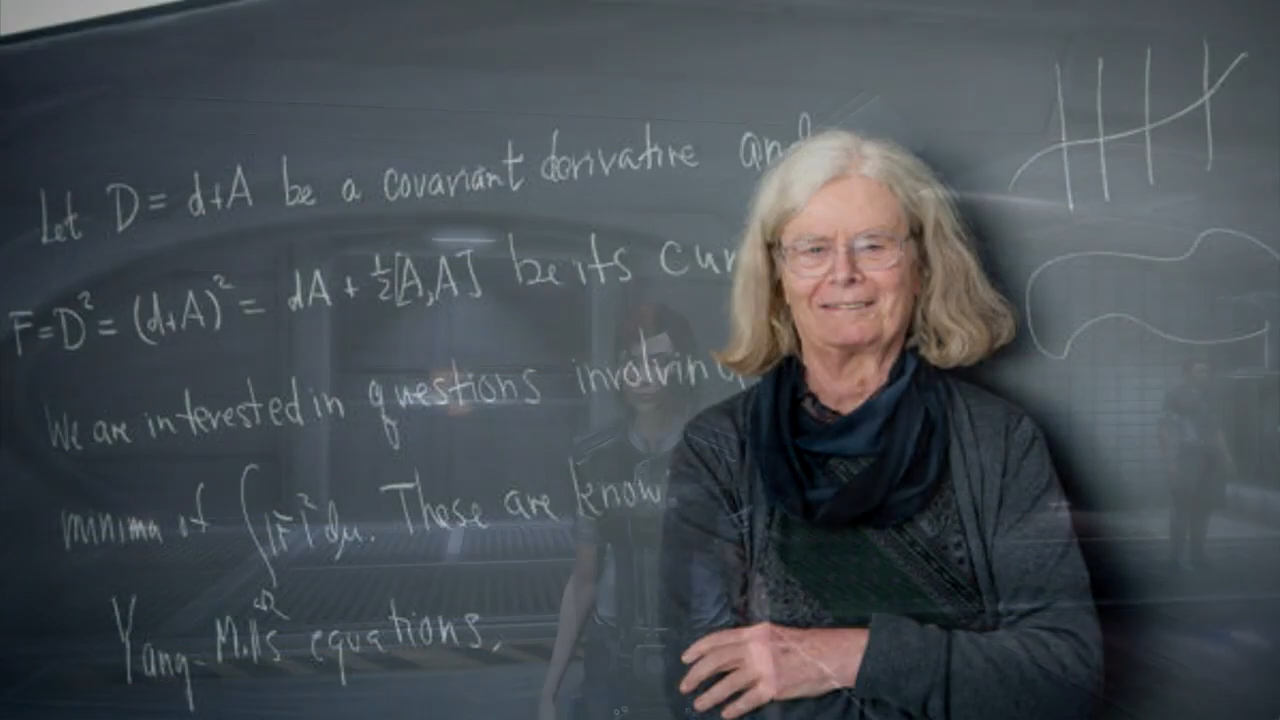 Let D = d+A be a covariant derivative and
F=D²= (d+A)² = dA + ½[A,A] be its cur
We are interested in questions involving
minima of ∫|F|²dμ. These are know
Yang-Mills equations,